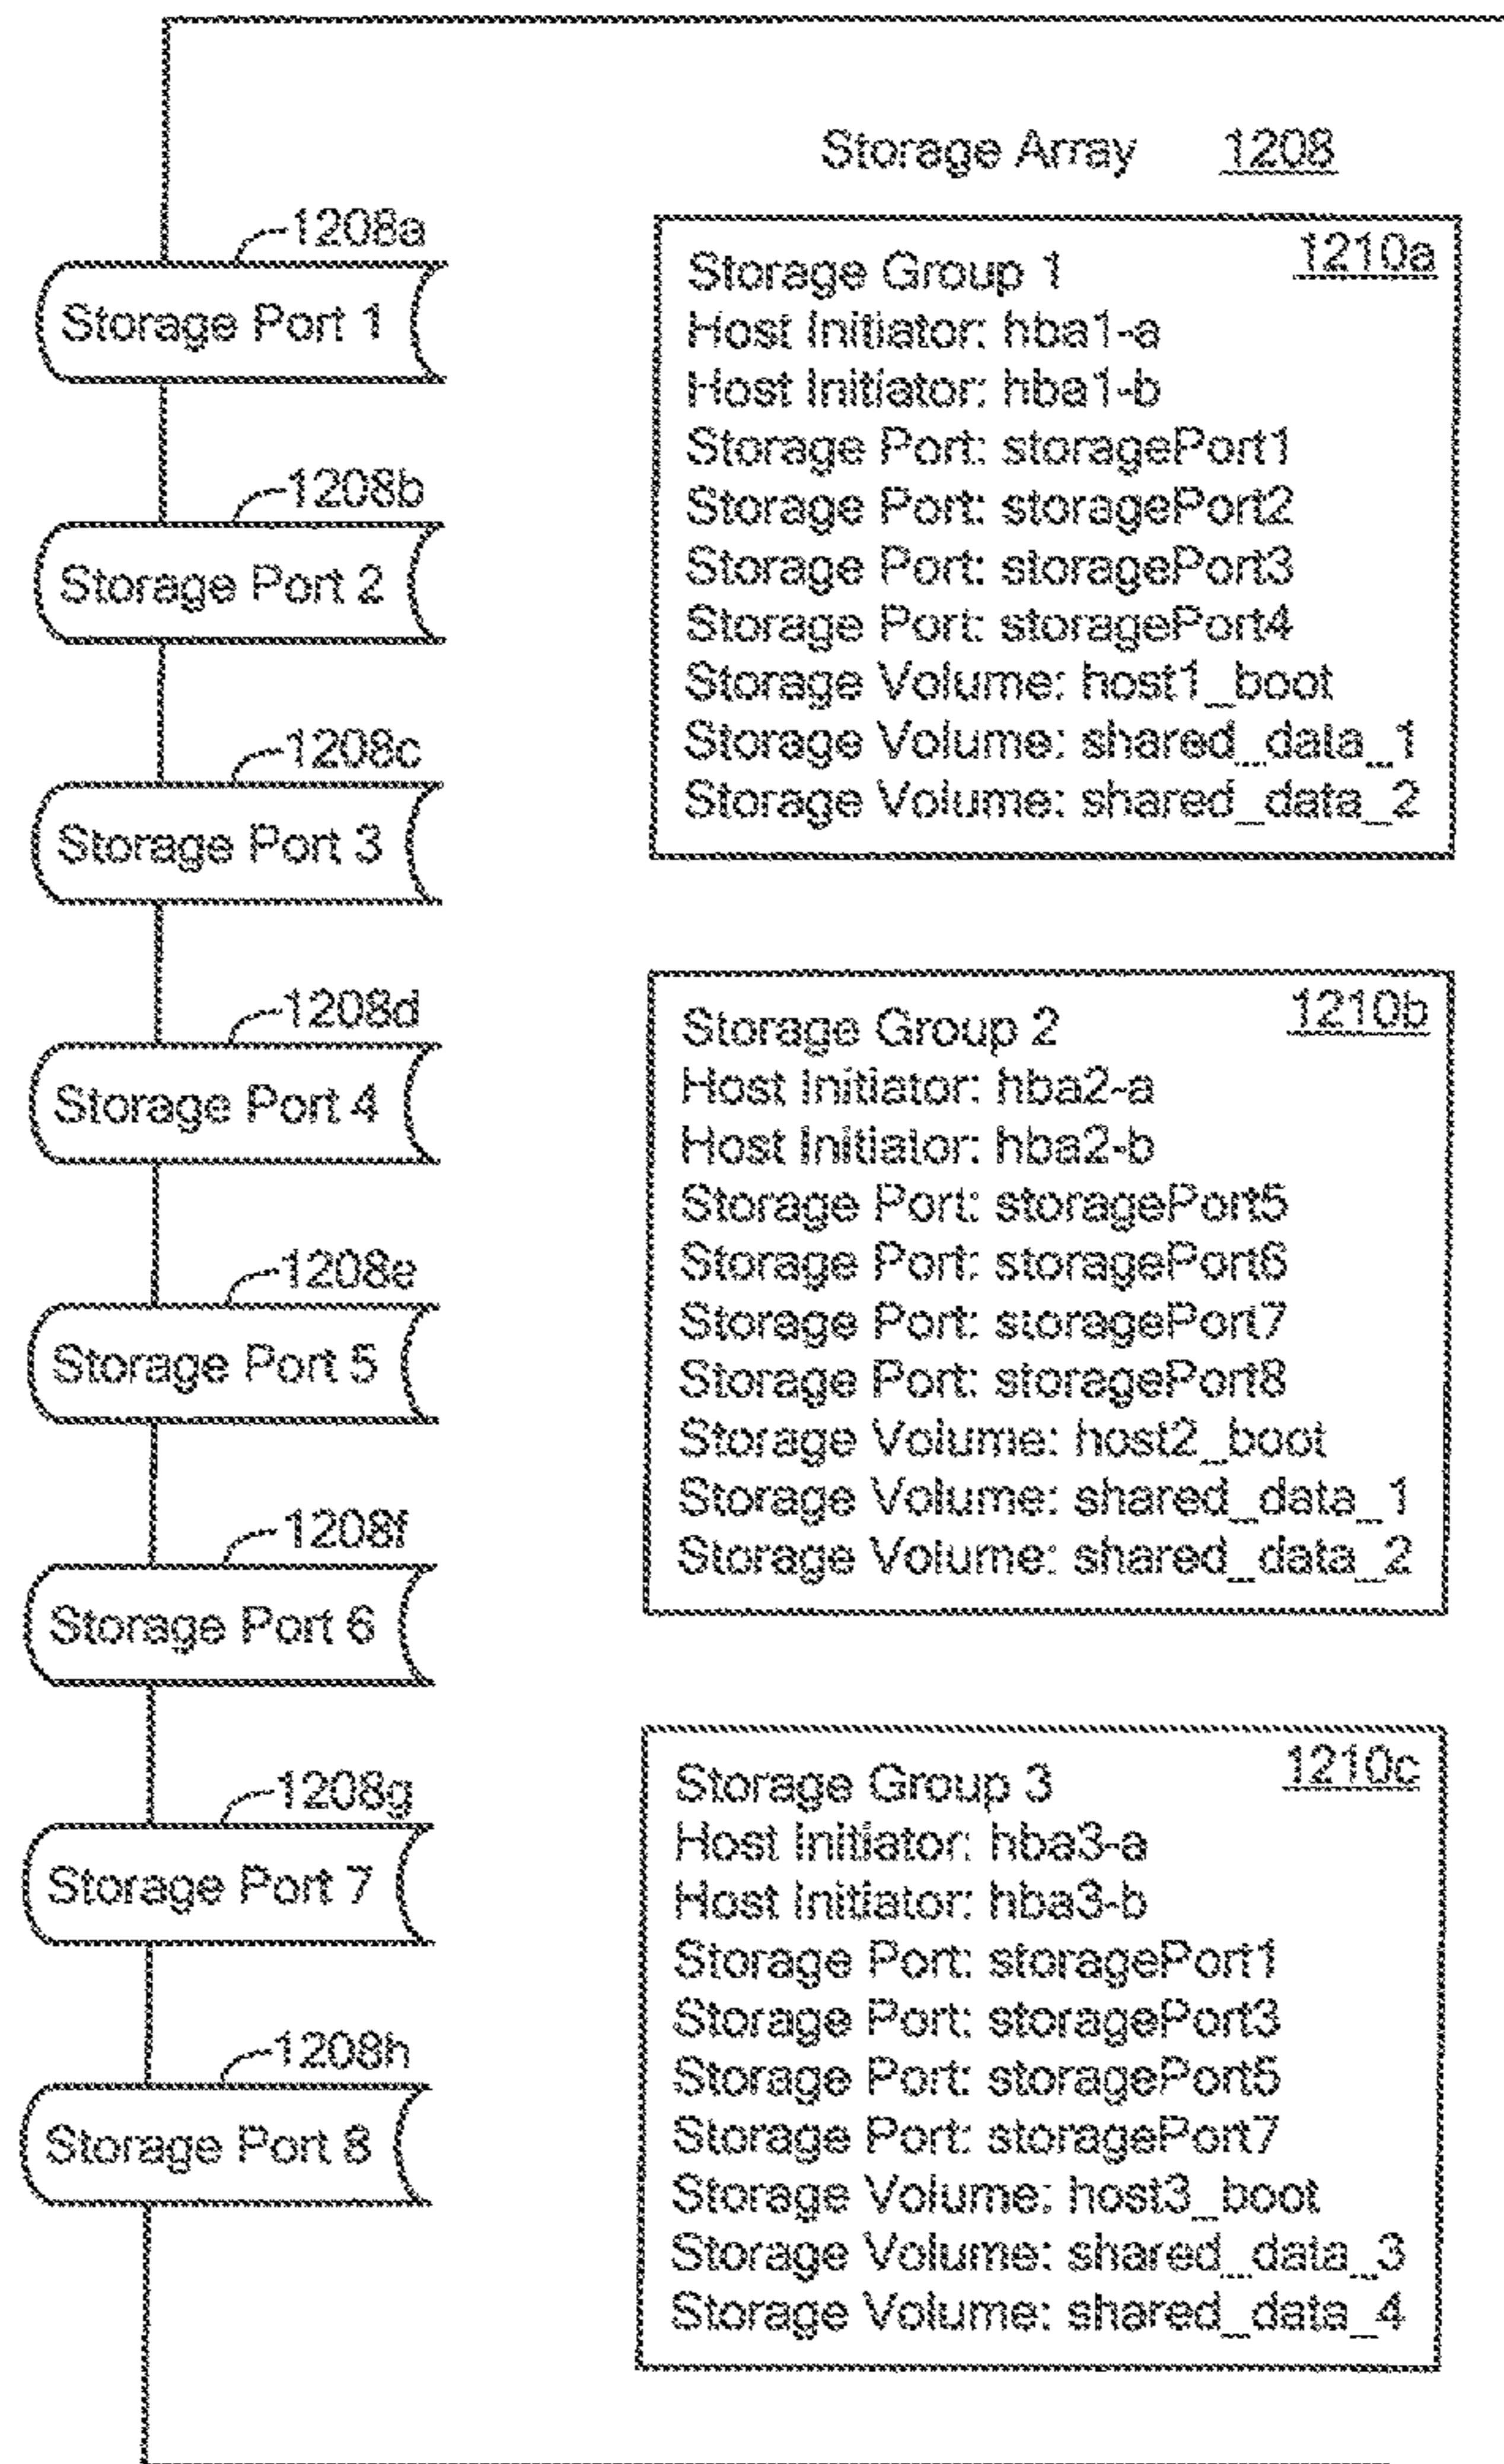 Storage Array 1208
1208a
Storage Port 1
1208b
Storage Port 2
1208c
Storage Port 3
1208d
Storage Port 4
1208e
Storage Port 5
1208f
Storage Port 6
1208g
Storage Port 7
1208h
Storage Port 8
1210a
Storage Group 1
Host Initiator: hba1-a
Host Initiator: hba1-b
Storage Port: storagePort1
Storage Port: storagePort2
Storage Port: storagePort3
Storage Port: storagePort4
Storage Volume: host1_boot
Storage Volume: shared_data_1
Storage Volume: shared_data_2
1210b
Storage Group 2
Host Initiator: hba2-a
Host Initiator: hba2-b
Storage Port: storagePort5
Storage Port: storagePort6
Storage Port: storagePort7
Storage Port: storagePort8
Storage Volume: host2_boot
Storage Volume: shared_data_1
Storage Volume: shared_data_2
1210c
Storage Group 3
Host Initiator: hba3-a
Host Initiator: hba3-b
Storage Port: storagePort1
Storage Port: storagePort3
Storage Port: storagePort5
Storage Port: storagePort7
Storage Volume: host3_boot
Storage Volume: shared_data_3
Storage Volume: shared_data_4